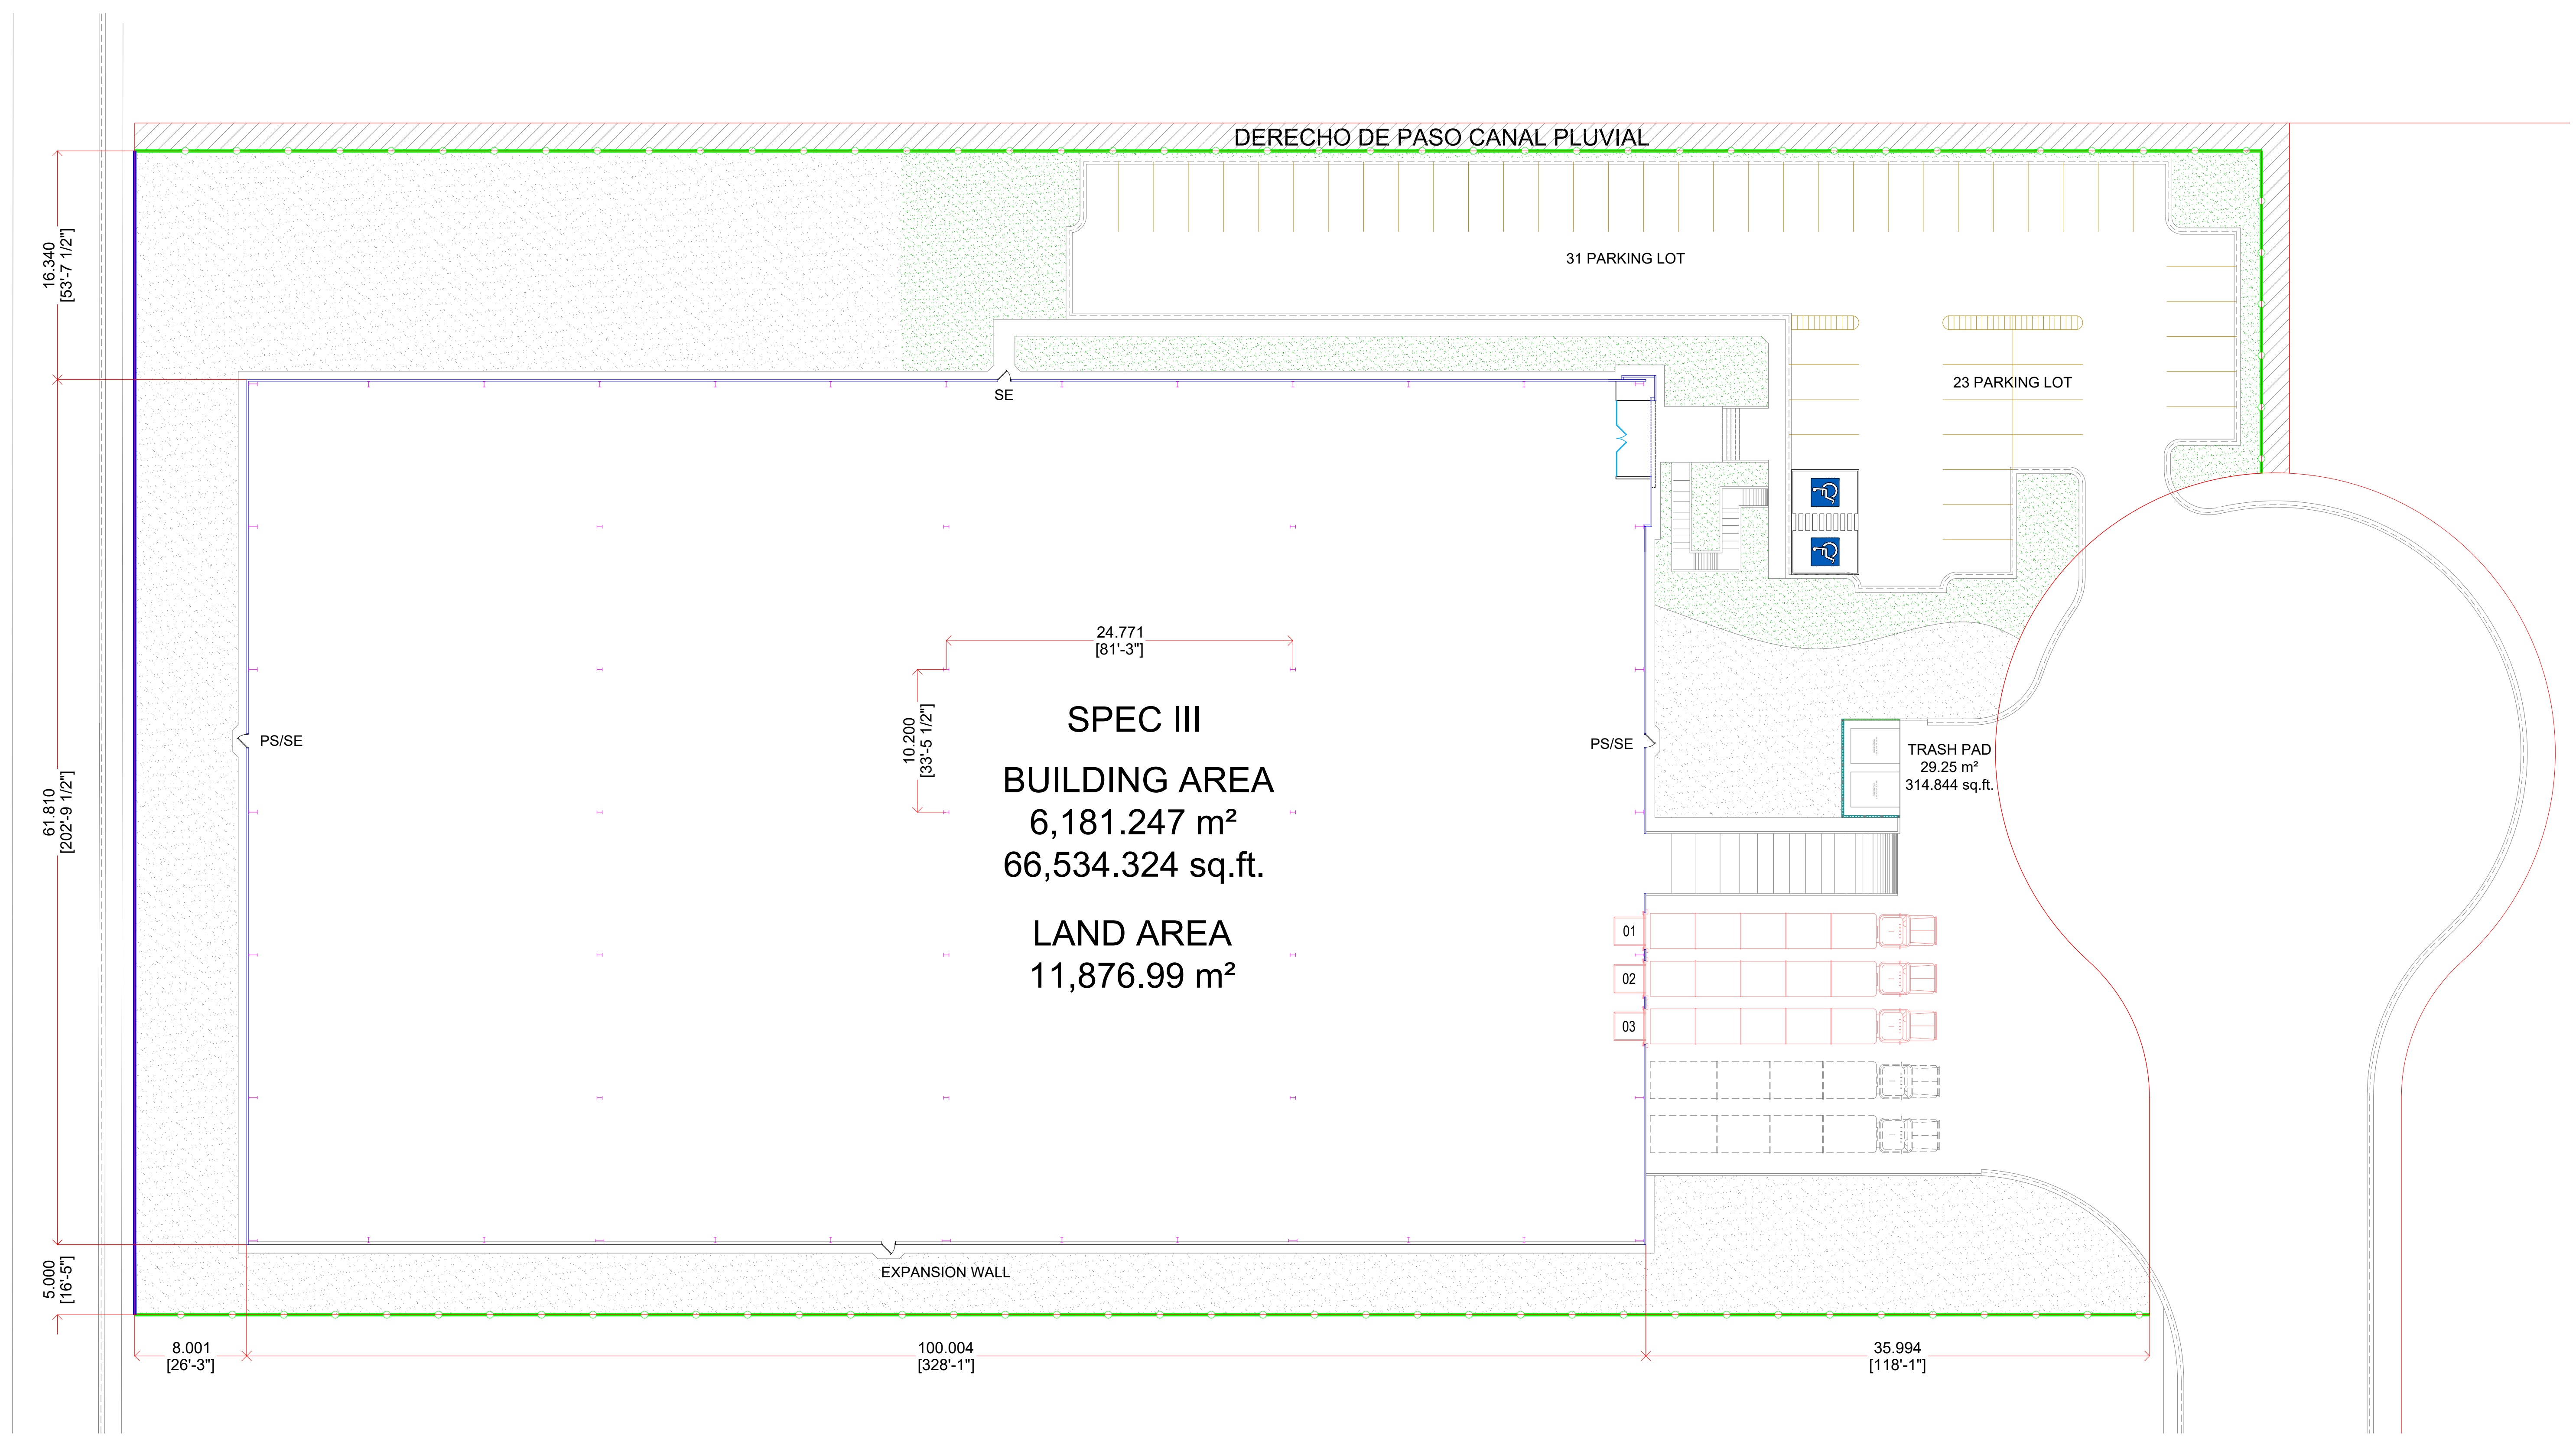 DERECHO DE PASO CANAL PLUVIAL
16.340
[53'-7 1/2"]
31 PARKING LOT
23 PARKING LOT
SE
24.771
[81'-3"]
10.200
[33'-5 1/2"]
SPEC III
BUILDING AREA
6,181.247 m²
66,534.324 sq.ft.
LAND AREA
11,876.99 m²
PS/SE
PS/SE
TRASH PAD
29.25 m²
314.844 sq.ft.
61.810
[202'-9 1/2"]
01
02
03
EXPANSION WALL
5.000
[16'-5"]
8.001
[26'-3"]
100.004
[328'-1"]
35.994
[118'-1"]